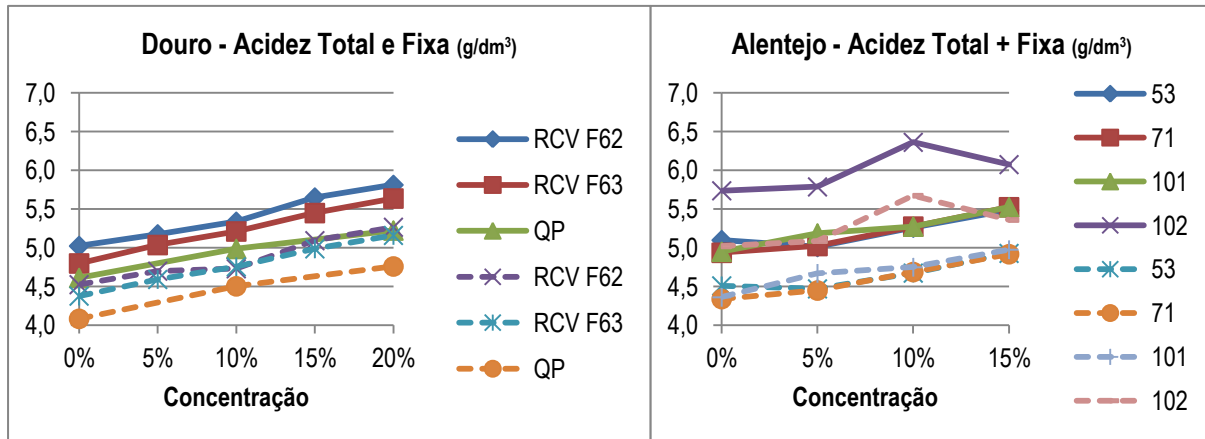 Douro - Acidez Total e Fixa (g/dm³)
7,0
6,5
6,0
5,5
5,0
4,5
4,0
0% 5% 10% 15% 20%
Concentração
RCV F62
RCV F63
QP
RCV F62
RCV F63
QP
Alentejo - Acidez Total + Fixa (g/dm³)
7,0
6,5
6,0
5,5
5,0
4,5
4,0
0% 5% 10% 15%
Concentração
53
71
101
102
53
71
101
102